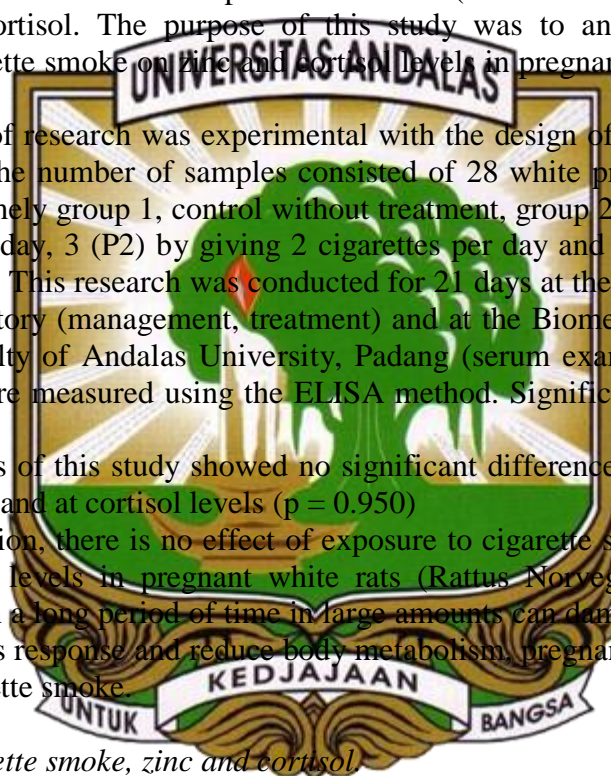 ortisol. The purpose of this study was to an
UNIVERSITAS ANDALAS
ette smoke on zinc and cortisol levels in pregnan
of research was experimental with the design of
he number of samples consisted of 28 white pr
nely group 1, control without treatment, group 2
day, 3 (P2) by giving 2 cigarettes per day and
This research was conducted for 21 days at the
tory (management, treatment) and at the Biome
lty of Andalas University, Padang (serum exar
re measured using the ELISA method. Signific
s of this study showed no significant difference
and at cortisol levels (p = 0.950)
ion, there is no effect of exposure to cigarette s
levels in pregnant white rats (Rattus Norveg
a long period of time in large amounts can dan
s response and reduce body metabolism, pregnan
ette smoke.
KEDJAJAAN
UNTUK
BANGSA
ette smoke, zinc and cortisol.